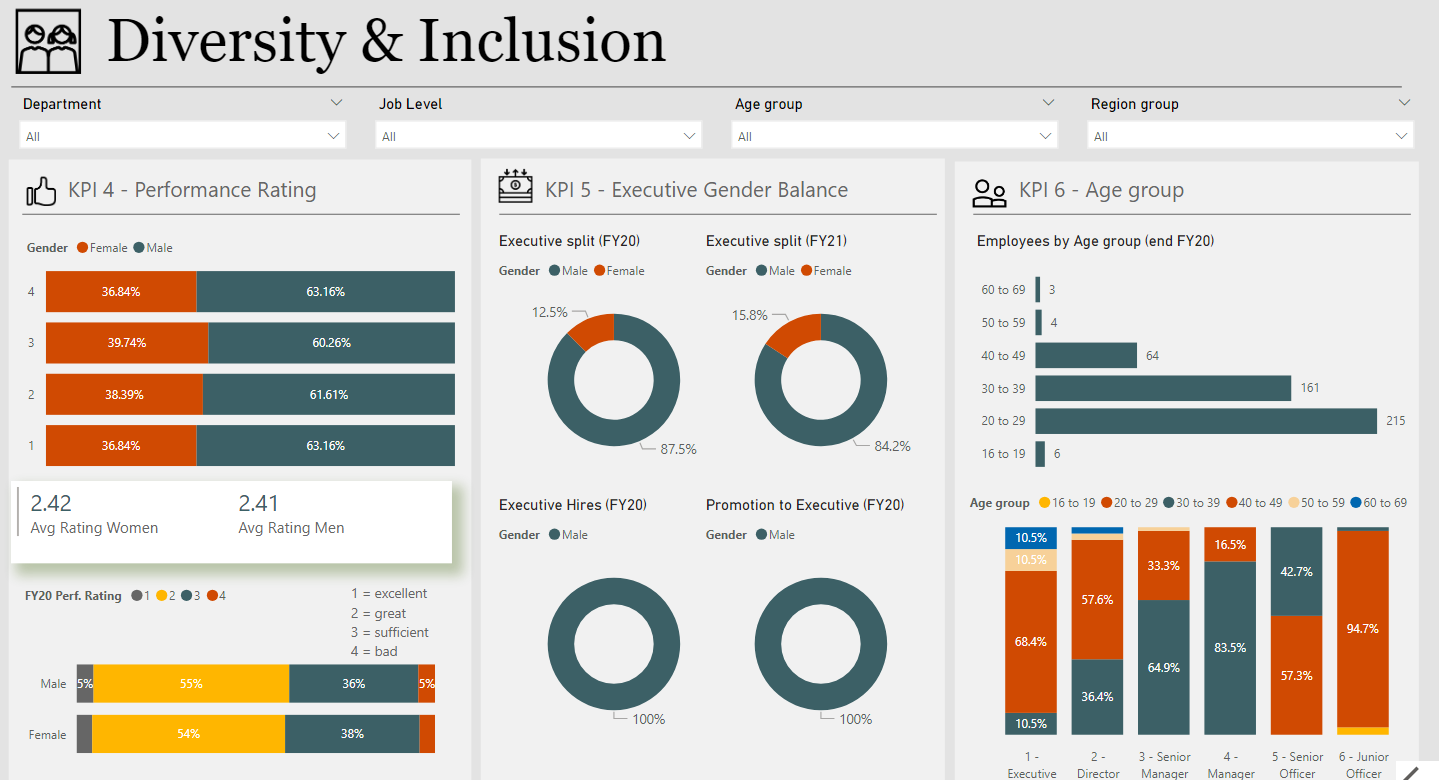 Diversity & Inclusion
Department
Job Level
Age group
Region group
All
All
All
All
KPI 4 - Performance Rating
Gender Female Male
4 36.84% 63.16%
3 39.74% 60.26%
2 38.39% 61.61%
1 36.84% 63.16%
2.42
Avg Rating Women
2.41
Avg Rating Men
FY20 Perf. Rating 1 2 3 4
1 = excellent
2 = great
3 = sufficient
4 = bad
Male 5% 55% 36% 5%
Female 54% 38%
KPI 5 - Executive Gender Balance
Executive split (FY20)
Gender Male Female
12.5%
87.5%
Executive split (FY21)
Gender Male Female
15.8%
84.2%
Executive Hires (FY20)
Gender Male
100%
Promotion to Executive (FY20)
Gender Male
100%
KPI 6 - Age group
Employees by Age group (end FY20)
60 to 69 3
50 to 59 4
40 to 49 64
30 to 39 161
20 to 29 215
16 to 19 6
Age group 16 to 19 20 to 29 30 to 39 40 to 49 50 to 59 60 to 69
10.5%
10.5%
68.4%
10.5%
1 -
Executive
57.6%
36.4%
2 -
Director
33.3%
64.9%
3 - Senior
Manager
16.5%
83.5%
4 -
Manager
42.7%
57.3%
5 - Senior
Officer
94.7%
6 - Junior
Officer